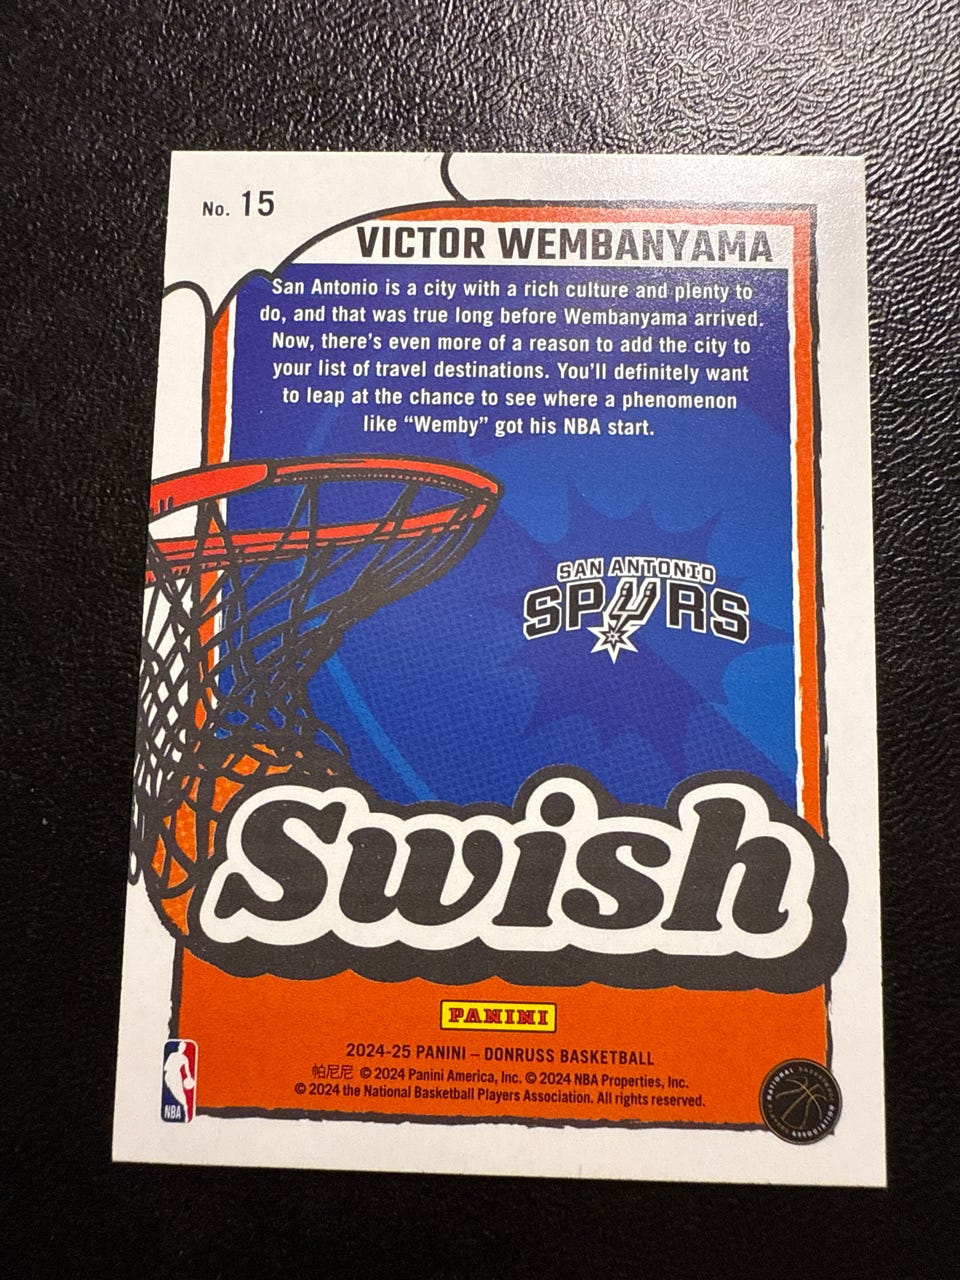 No. 15
VICTOR WEMBANYAMA
San Antonio is a city with a rich culture and plenty to
do, and that was true long before Wembanyama arrived.
Now, there's even more of a reason to add the city to
your list of travel destinations. You'll definitely want
to leap at the chance to see where a phenomenon
like “Wemby” got his NBA start.
SAN ANTONIO
SPURS
Swish
PANINI
2024-25 PANINI – DONRUSS BASKETBALL
帕尼尼 © 2024 Panini America, Inc. © 2024 NBA Properties, Inc.
© 2024 the National Basketball Players Association. All rights reserved.
NBA
NATIONAL BASKETBALL PLAYERS ASSOCIATION